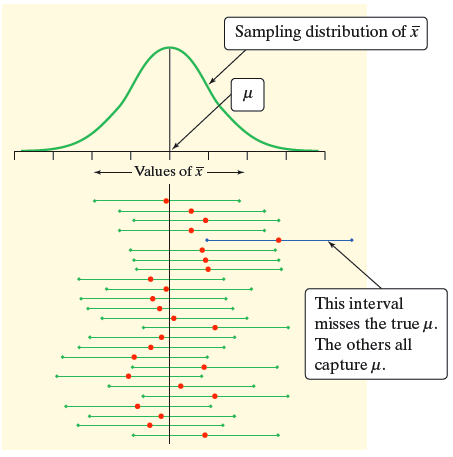 Sampling distribution of x̅
μ
Values of x̅
This interval
misses the true μ.
The others all
capture μ.